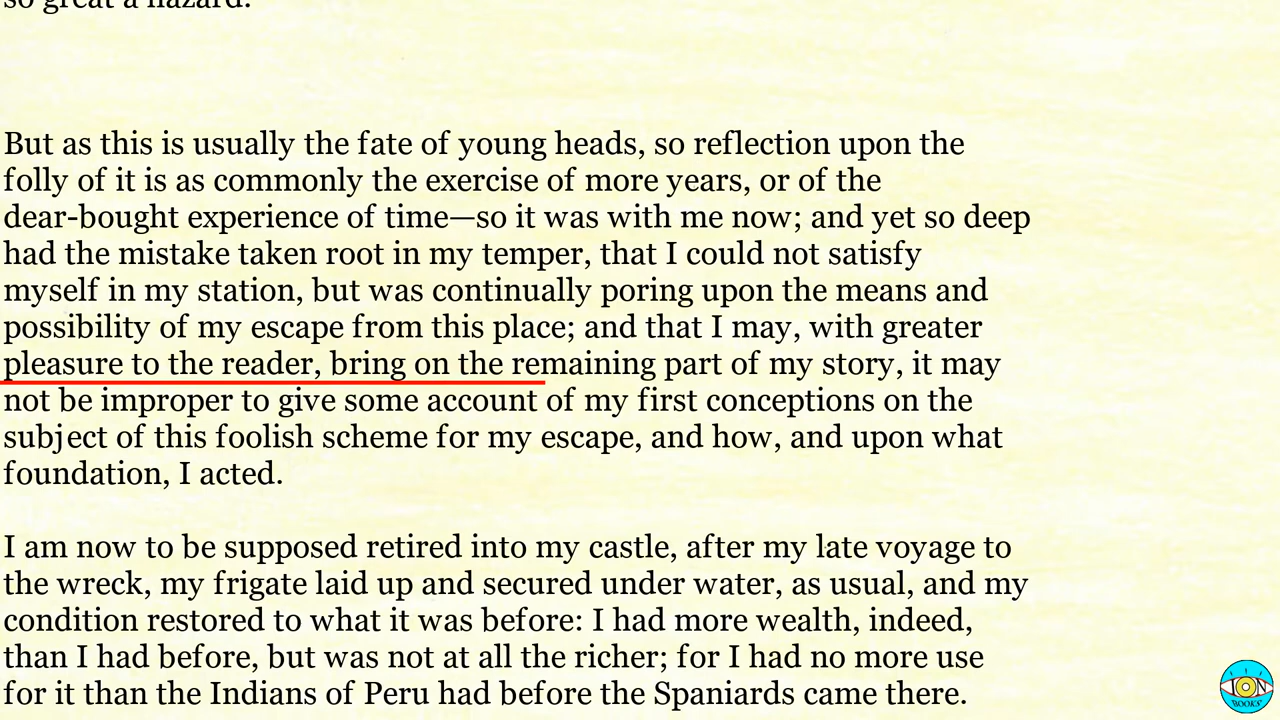 so great a hazard.
But as this is usually the fate of young heads, so reflection upon the
folly of it is as commonly the exercise of more years, or of the
dear-bought experience of time—so it was with me now; and yet so deep
had the mistake taken root in my temper, that I could not satisfy
myself in my station, but was continually poring upon the means and
possibility of my escape from this place; and that I may, with greater
pleasure to the reader, bring on the remaining part of my story, it may
not be improper to give some account of my first conceptions on the
subject of this foolish scheme for my escape, and how, and upon what
foundation, I acted.
I am now to be supposed retired into my castle, after my late voyage to
the wreck, my frigate laid up and secured under water, as usual, and my
condition restored to what it was before: I had more wealth, indeed,
than I had before, but was not at all the richer; for I had no more use
for it than the Indians of Peru had before the Spaniards came there.
ION
BOOKS